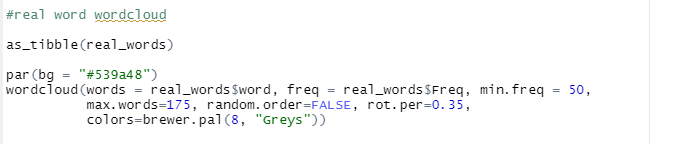 #real word wordcloud
as_tibble(real_words)
par(bg = "#539a48")
wordcloud(words = real_words$word, freq = real_words$Freq, min.freq = 50,
max.words=175, random.order=FALSE, rot.per=0.35,
colors=brewer.pal(8, "Greys"))